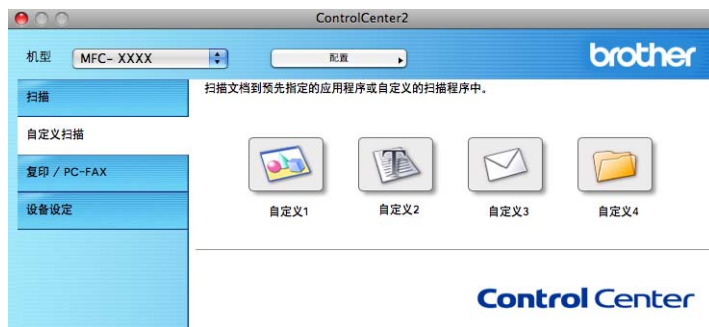 ControlCenter2
机型 MFC- XXXX 配置 brother
扫描
扫描文档到预先指定的应用程序或自定义的扫描程序中。
自定义扫描
复印 / PC-FAX
设备设定
自定义1 自定义2 自定义3 自定义4
Control Center